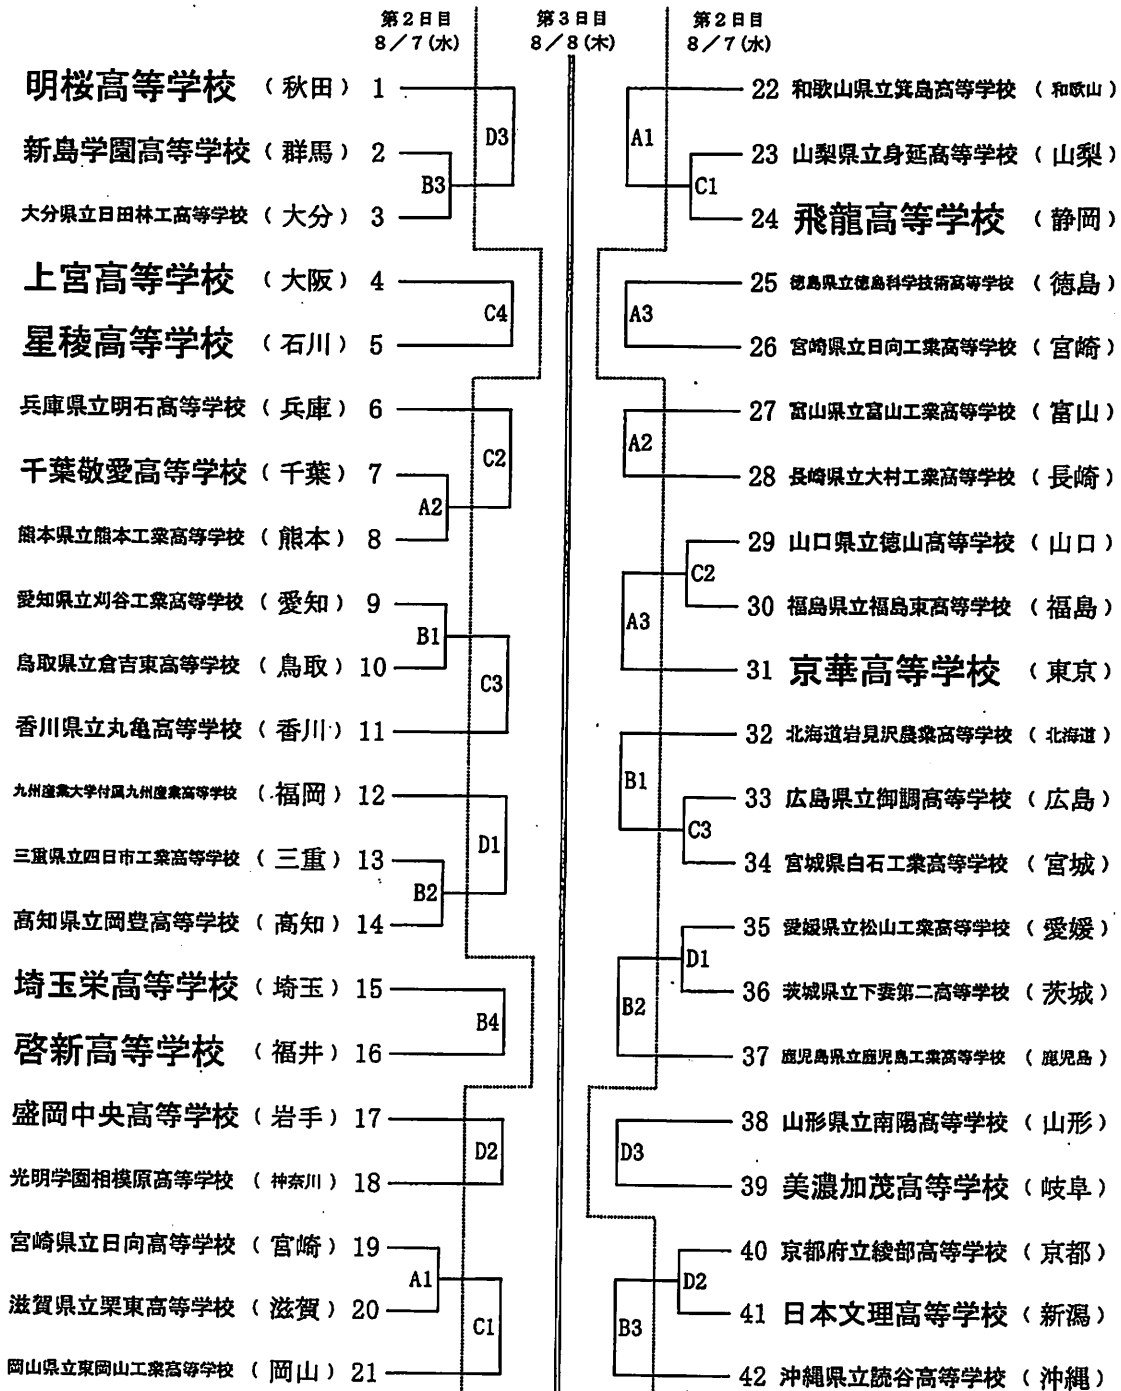 第2日目
8/7(水)
第3日目
8/8(木)
第2日目
8/7(水)
明桜高等学校 (秋田) 1
D3
新島学園高等学校 (群馬) 2
B3
大分県立日田林工高等学校 (大分) 3
上宮高等学校 (大阪) 4
C4
星稜高等学校 (石川) 5
兵庫県立明石高等学校 (兵庫) 6
C2
千葉敬愛高等学校 (千葉) 7
A2
熊本県立熊本工業高等学校 (熊本) 8
愛知県立刈谷工業高等学校 (愛知) 9
B1
鳥取県立倉吉東高等学校 (鳥取) 10
C3
香川県立丸亀高等学校 (香川) 11
九州産業大学付属九州産業高等学校 (福岡) 12
D1
三重県立四日市工業高等学校 (三重) 13
B2
高知県立岡豊高等学校 (高知) 14
埼玉栄高等学校 (埼玉) 15
B4
啓新高等学校 (福井) 16
盛岡中央高等学校 (岩手) 17
D2
光明学園相模原高等学校 (神奈川) 18
宮崎県立日向高等学校 (宮崎) 19
A1
滋賀県立栗東高等学校 (滋賀) 20
C1
岡山県立東岡山工業高等学校 (岡山) 21
22 和歌山県立箕島高等学校 (和歌山)
A1
23 山梨県立身延高等学校 (山梨)
C1
24 飛龍高等学校 (静岡)
25 徳島県立徳島科学技術高等学校 (徳島)
A3
26 宮崎県立日向工業高等学校 (宮崎)
27 富山県立富山工業高等学校 (富山)
A2
28 長崎県立大村工業高等学校 (長崎)
29 山口県立徳山高等学校 (山口)
C2
30 福島県立福島東高等学校 (福島)
A3
31 京華高等学校 (東京)
32 北海道岩見沢農業高等学校 (北海道)
B1
33 広島県立御調高等学校 (広島)
C3
34 宮城県白石工業高等学校 (宮城)
35 愛媛県立松山工業高等学校 (愛媛)
D1
36 茨城県立下妻第二高等学校 (茨城)
B2
37 鹿児島県立鹿児島工業高等学校 (鹿児島)
38 山形県立南陽高等学校 (山形)
D3
39 美濃加茂高等学校 (岐阜)
40 京都府立綾部高等学校 (京都)
D2
41 日本文理高等学校 (新潟)
B3
42 沖縄県立読谷高等学校 (沖縄)